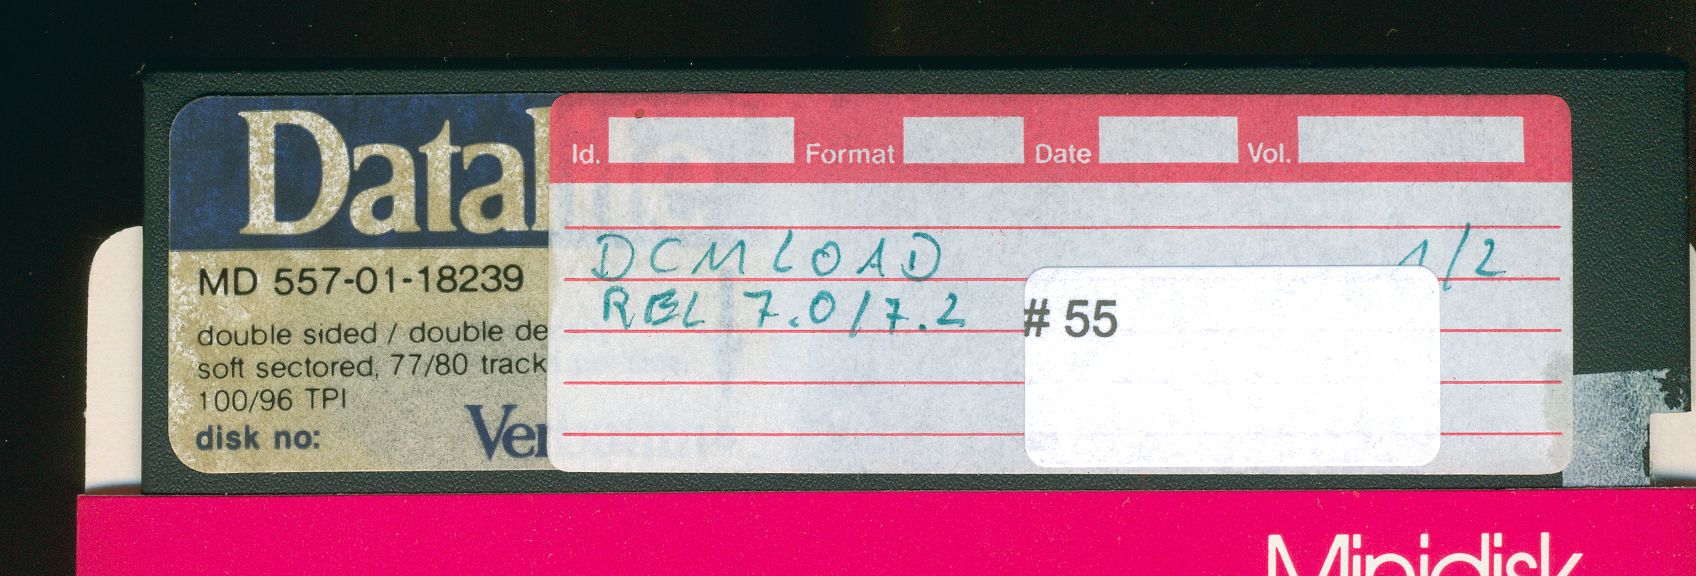 Datal
MD 557-01-18239
double sided / double de
soft sectored, 77/80 track
100/96 TPI
disk no:
Ver
Id. Format Date Vol.
DCMLOAD 1/2
REL 7.0/7.2
# 55
Minidisk